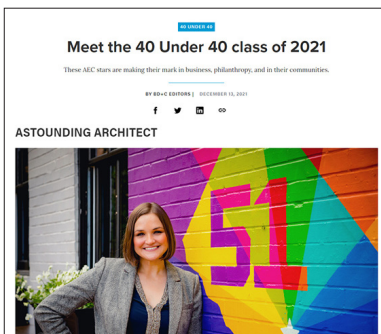 40 UNDER 40
Meet the 40 Under 40 class of 2021
These AEC stars are making their mark in business, philanthropy, and in their communities.
BY BD+C EDITORS | DECEMBER 13, 2021
ASTOUNDING ARCHITECT
51